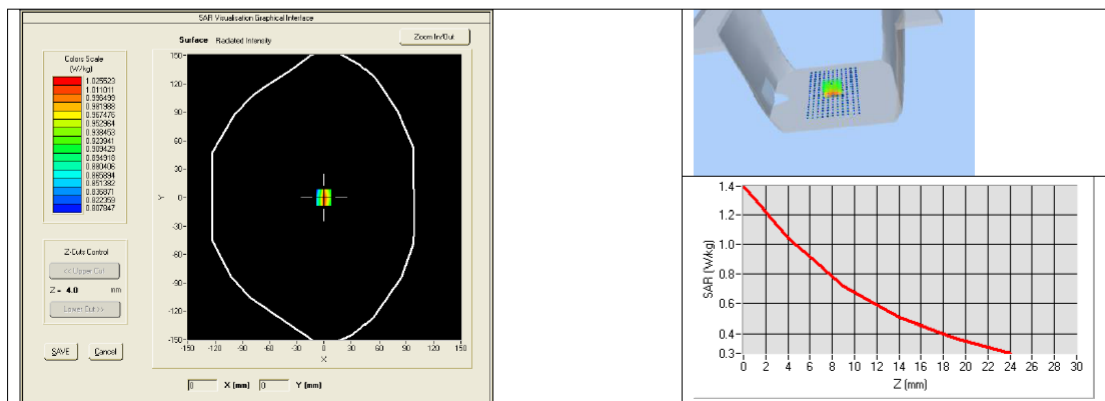 SAR Visualisation Graphical Interface
Surface Radiated Intensity
Zoom In/Out
Colors Scale
(W/kg)
1.025523
1.011011
0.996499
0.981988
0.967476
0.952964
0.938453
0.923941
0.909429
0.894918
0.880406
0.865894
0.851382
0.836871
0.822359
0.807847
Z-Cuts Control
<< Upper Cut
Z = 4.0 mm
Lower Cut >>
SAVE Cancel
Y
150
120
90
60
30
0
-30
-60
-90
-120
-150
-150 -120 -90 -60 -30 0 30 60 90 120 150
X
0 X (mm) 0 Y (mm)
SAR (W/kg)
1.4
1.2
1.0
0.8
0.6
0.4
0.3
0 2 4 6 8 10 12 14 16 18 20 22 24 26 28 30
Z (mm)